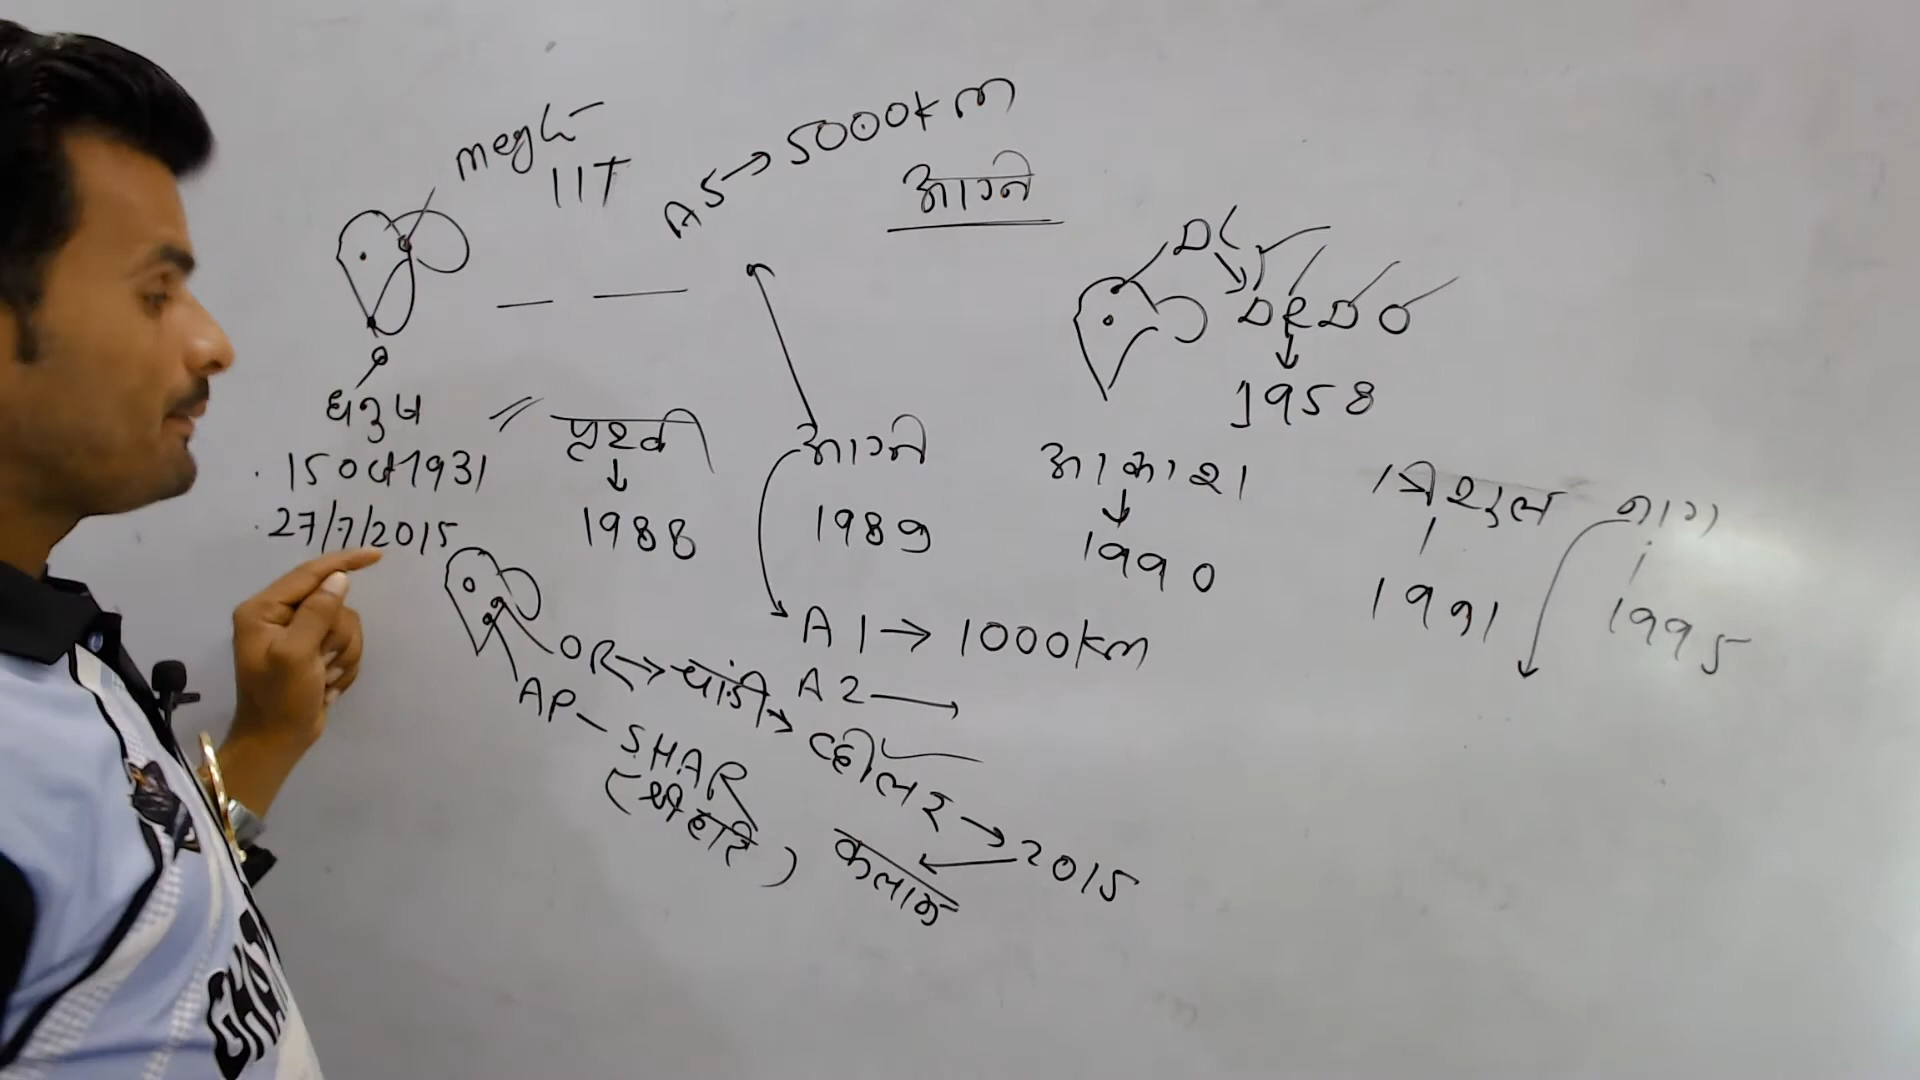 megh
IIT
A5 → 5000km
अग्नि
DL
DRDO
1958
धनुष
15 Oct 1931
27/7/2015
पृथ्वी
1988
अग्नि
1989
आकाश
1990
त्रिशूल
1991
नाग
1995
A1 → 1000km
A2 →
OR → चांदी → व्हीलर → 2015
कलाम
AP - SHAR
(श्री हरि)